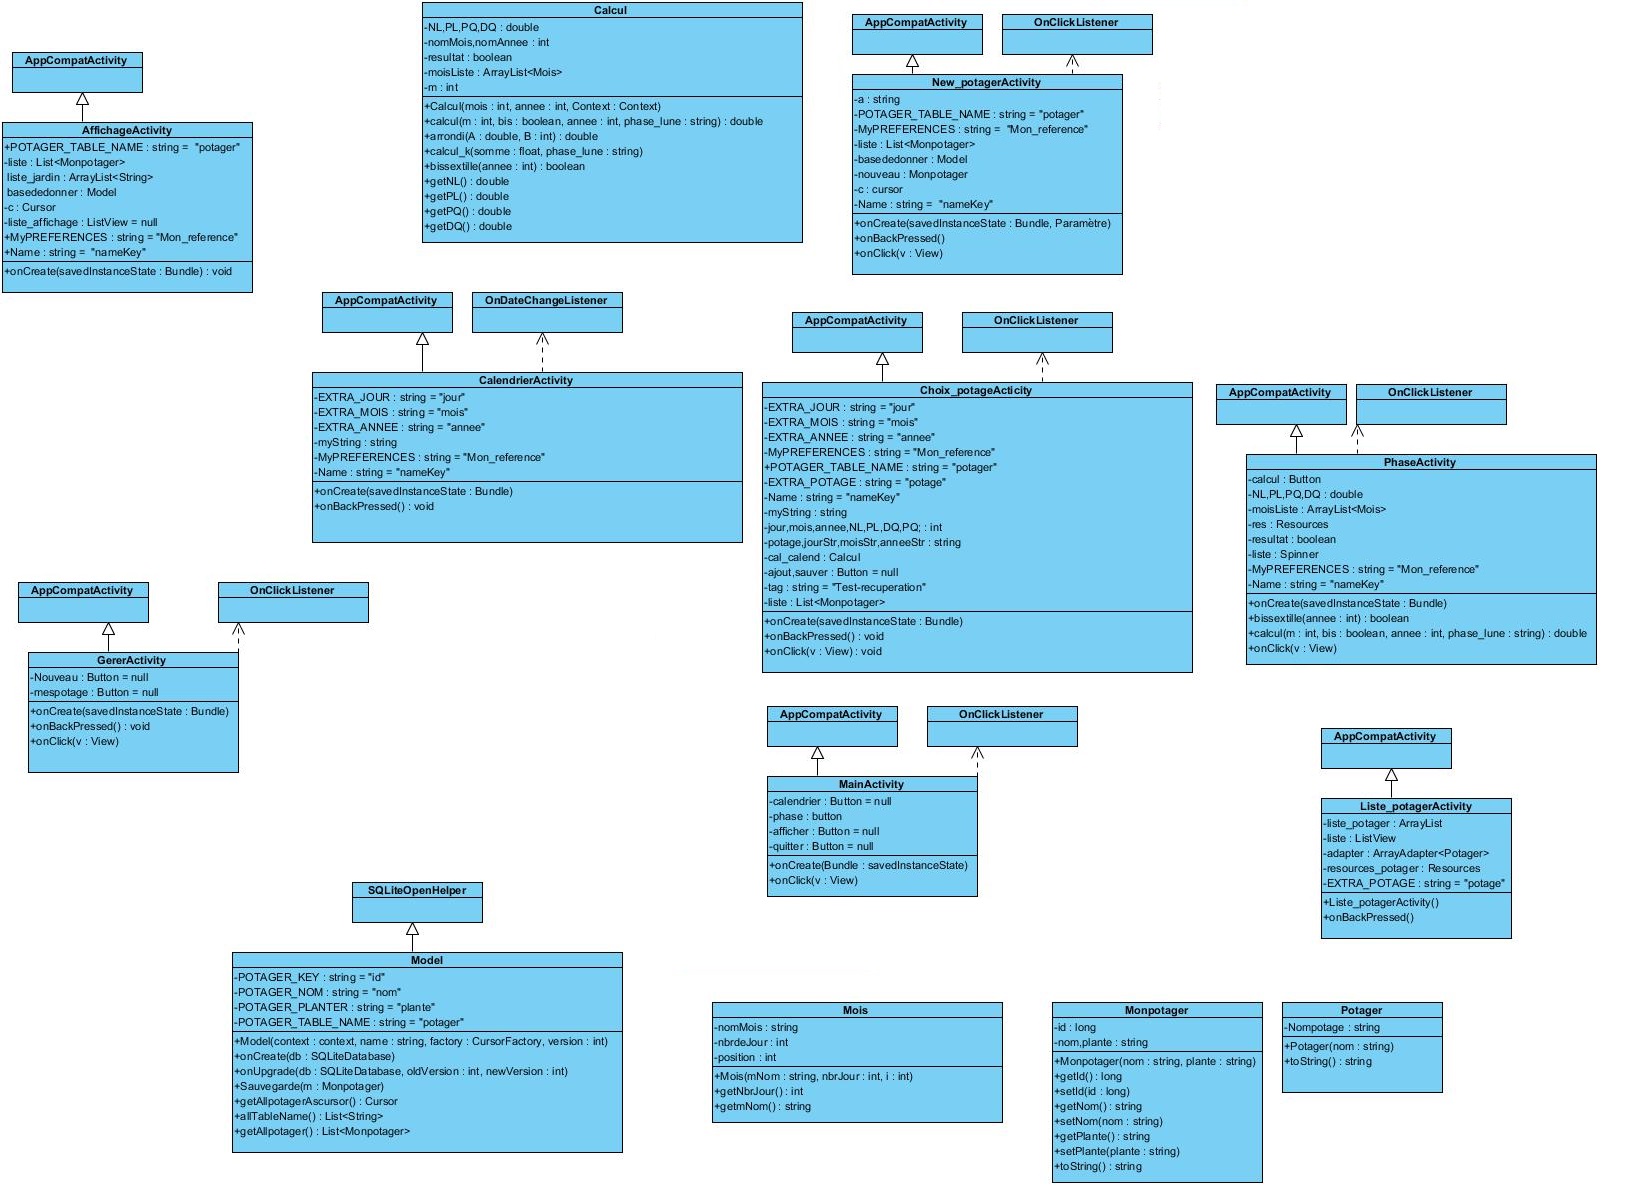 AppCompatActivity
AffichageActivity
+POTAGER_TABLE_NAME : string = "potager"
-liste : List<Monpotager>
liste_jardin : ArrayList<String>
basededonner : Model
-c : Cursor
-liste_affichage : ListView = null
+MyPREFERENCES : string = "Mon_reference"
+Name : string = "nameKey"
+onCreate(savedInstanceState : Bundle) : void
Calcul
-NL,PL,PQ,DQ : double
-nomMois,nomAnnee : int
-resultat : boolean
-moisListe : ArrayList<Mois>
-m : int
+Calcul(mois : int, annee : int, Context : Context)
+calcul(m : int, bis : boolean, annee : int, phase_lune : string) : double
+arrondi(A : double, B : int) : double
+calcul_k(somme : float, phase_lune : string)
+bissextille(annee : int) : boolean
+getNL() : double
+getPL() : double
+getPQ() : double
+getDQ() : double
AppCompatActivity
OnClickListener
New_potagerActivity
-a : string
-POTAGER_TABLE_NAME : string = "potager"
-MyPREFERENCES : string = "Mon_reference"
-liste : List<Monpotager>
-basededonner : Model
-nouveau : Monpotager
-c : cursor
-Name : string = "nameKey"
+onCreate(savedInstanceState : Bundle, Paramètre)
+onBackPressed()
+onClick(v : View)
AppCompatActivity
OnDateChangeListener
CalendrierActivity
-EXTRA_JOUR : string = "jour"
-EXTRA_MOIS : string = "mois"
-EXTRA_ANNEE : string = "annee"
-myString : string
-MyPREFERENCES : string = "Mon_reference"
-Name : string = "nameKey"
+onCreate(savedInstanceState : Bundle)
+onBackPressed() : void
AppCompatActivity
OnClickListener
Choix_potageActicity
-EXTRA_JOUR : string = "jour"
-EXTRA_MOIS : string = "mois"
-EXTRA_ANNEE : string = "annee"
-MyPREFERENCES : string = "Mon_reference"
+POTAGER_TABLE_NAME : string = "potager"
-EXTRA_POTAGE : string = "potage"
-Name : string = "nameKey"
-myString : string
-jour,mois,annee,NL,PL,DQ,PQ; : int
-potage,jourStr,moisStr,anneeStr : string
-cal_calend : Calcul
-ajout,sauver : Button = null
-tag : string = "Test-recuperation"
-liste : List<Monpotager>
+onCreate(savedInstanceState : Bundle)
+onBackPressed() : void
+onClick(v : View) : void
AppCompatActivity
OnClickListener
PhaseActivity
-calcul : Button
-NL,PL,PQ,DQ : double
-moisListe : ArrayList<Mois>
-res : Resources
-resultat : boolean
-liste : Spinner
-MyPREFERENCES : string = "Mon_reference"
-Name : string = "nameKey"
+onCreate(savedInstanceState : Bundle)
+bissextille(annee : int) : boolean
+calcul(m : int, bis : boolean, annee : int, phase_lune : string) : double
+onClick(v : View)
AppCompatActivity
OnClickListener
GererActivity
-Nouveau : Button = null
-mespotage : Button = null
+onCreate(savedInstanceState : Bundle)
+onBackPressed() : void
+onClick(v : View)
AppCompatActivity
OnClickListener
MainActivity
-calendrier : Button = null
-phase : button
-afficher : Button = null
-quitter : Button = null
+onCreate(Bundle : savedInstanceState)
+onClick(v : View)
AppCompatActivity
Liste_potagerActivity
-liste_potager : ArrayList
-liste : ListView
-adapter : ArrayAdapter<Potager>
-resources_potager : Resources
-EXTRA_POTAGE : string = "potage"
+Liste_potagerActivity()
+onBackPressed()
SQLiteOpenHelper
Model
-POTAGER_KEY : string = "id"
-POTAGER_NOM : string = "nom"
-POTAGER_PLANTER : string = "plante"
-POTAGER_TABLE_NAME : string = "potager"
+Model(context : context, name : string, factory : CursorFactory, version : int)
+onCreate(db : SQLiteDatabase)
+onUpgrade(db : SQLiteDatabase, oldVersion : int, newVersion : int)
+Sauvegarde(m : Monpotager)
+getAllpotagerAscursor() : Cursor
+allTableName() : List<String>
+getAllpotager() : List<Monpotager>
Mois
-nomMois : string
-nbrdeJour : int
-position : int
+Mois(mNom : string, nbrJour : int, i : int)
+getNbrJour() : int
+getmNom() : string
Monpotager
-id : long
-nom,plante : string
+Monpotager(nom : string, plante : string)
+getId() : long
+setId(id : long)
+getNom() : string
+setNom(nom : string)
+getPlante() : string
+setPlante(plante : string)
+toString() : string
Potager
-Nompotage : string
+Potager(nom : string)
+toString() : string